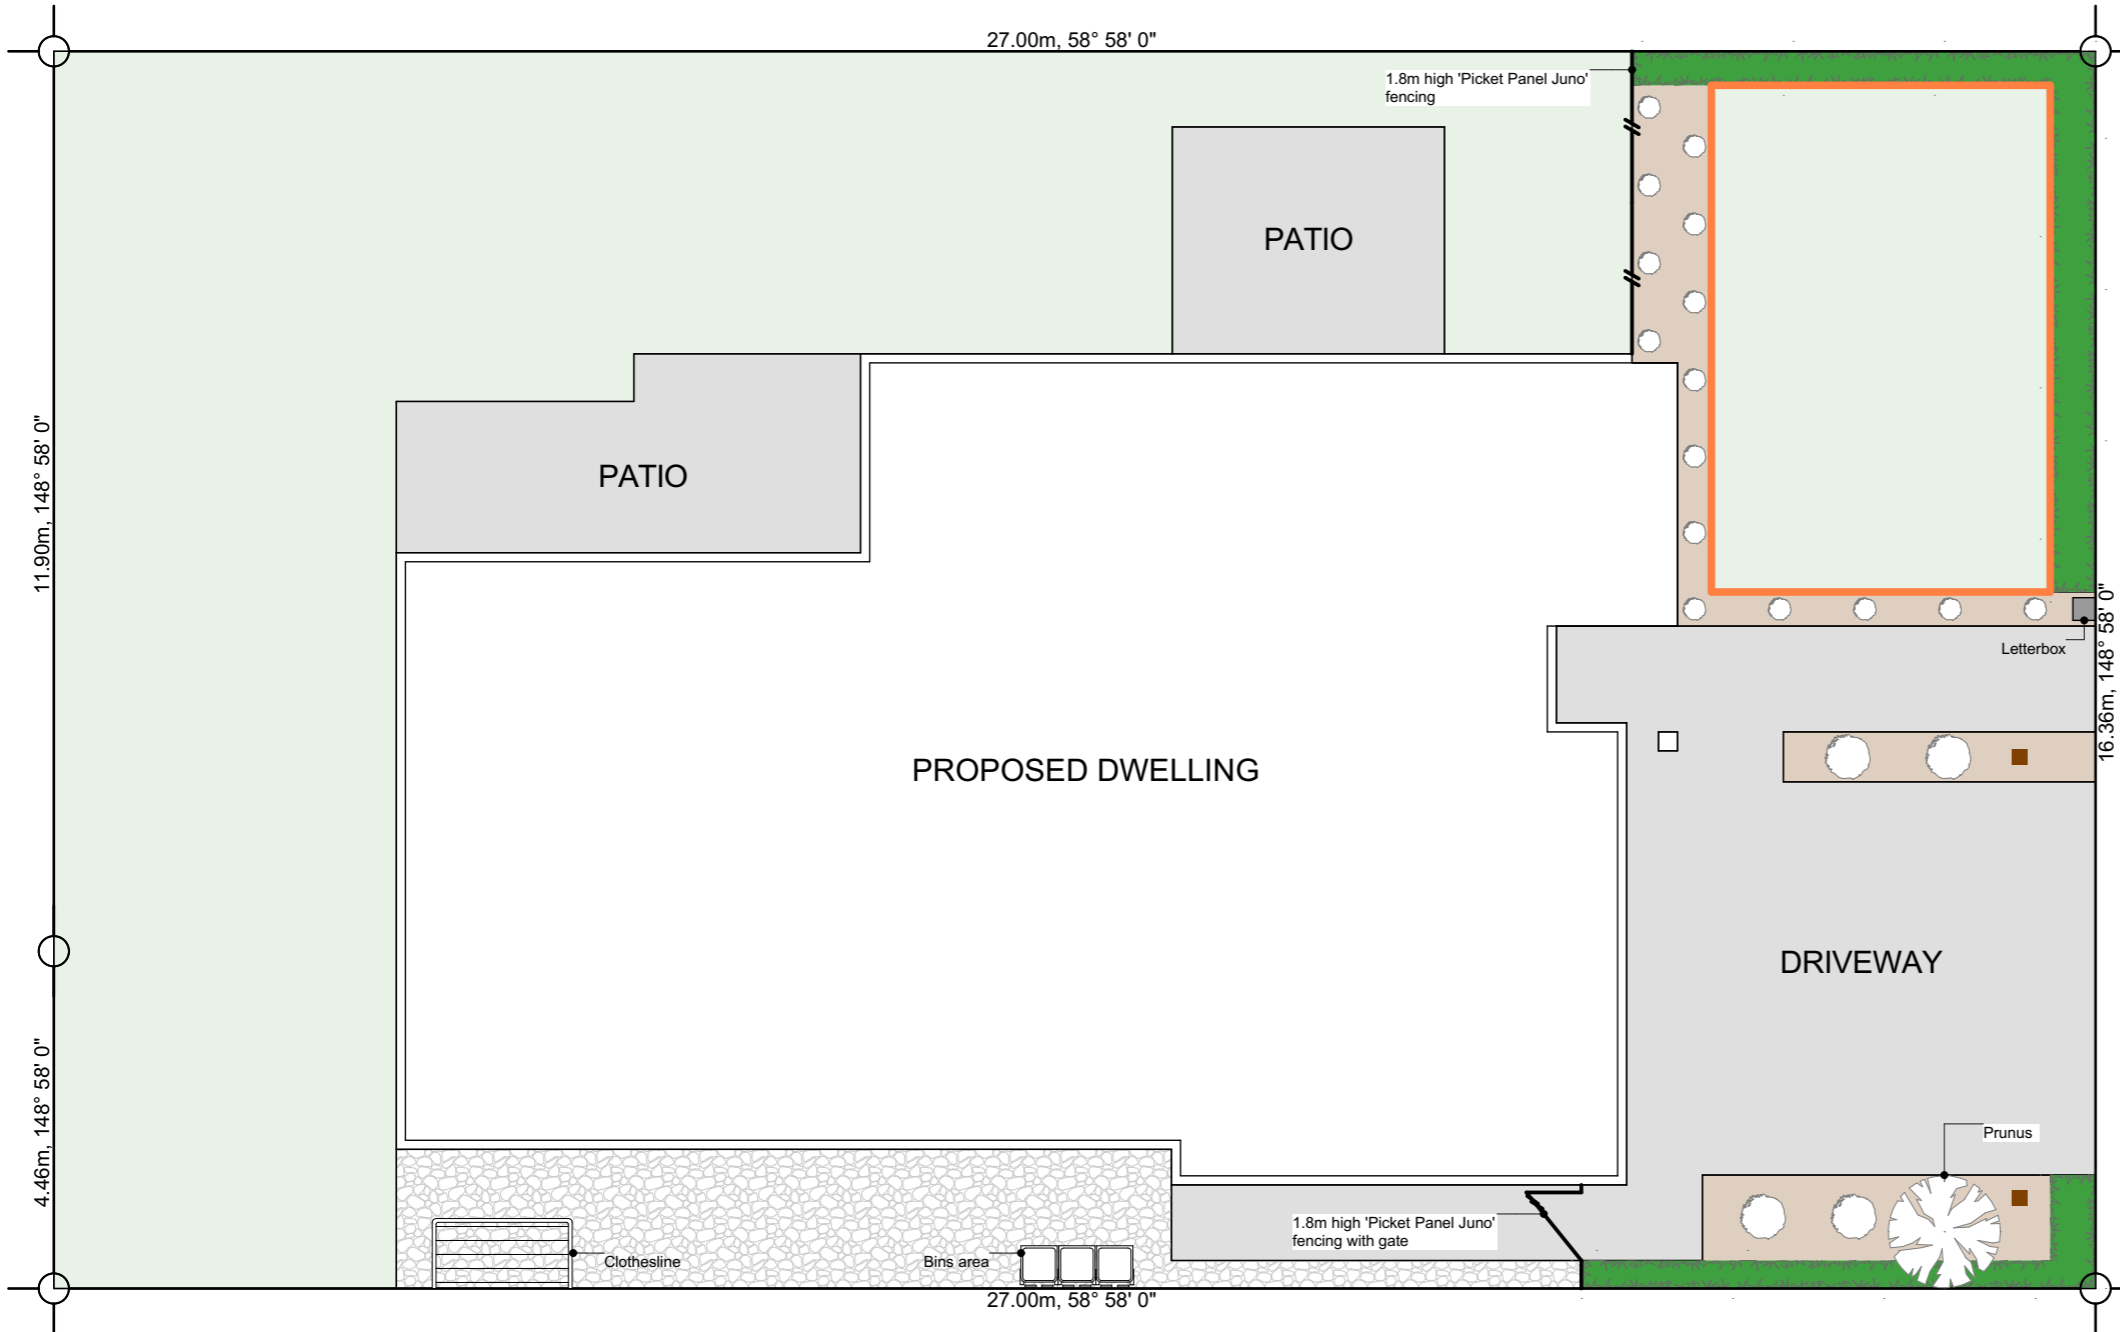 27.00m, 58° 58' 0"
1.8m high 'Picket Panel Juno'
fencing
PATIO
PATIO
11.90m, 148° 58' 0"
Letterbox
16.36m, 148° 58' 0"
PROPOSED DWELLING
DRIVEWAY
4.46m, 148° 58' 0"
Prunus
1.8m high 'Picket Panel Juno'
fencing with gate
Clothesline
Bins area
27.00m, 58° 58' 0"